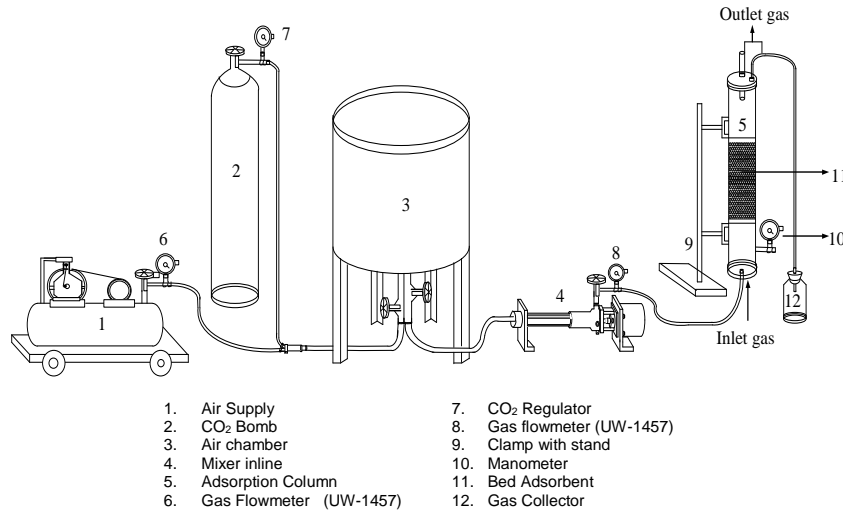 Outlet gas
7
5
2
3
11
6
10
9
8
4
12
1
Inlet gas
1. Air Supply
2. CO₂ Bomb
3. Air chamber
4. Mixer inline
5. Adsorption Column
6. Gas Flowmeter (UW-1457)
7. CO₂ Regulator
8. Gas flowmeter (UW-1457)
9. Clamp with stand
10. Manometer
11. Bed Adsorbent
12. Gas Collector